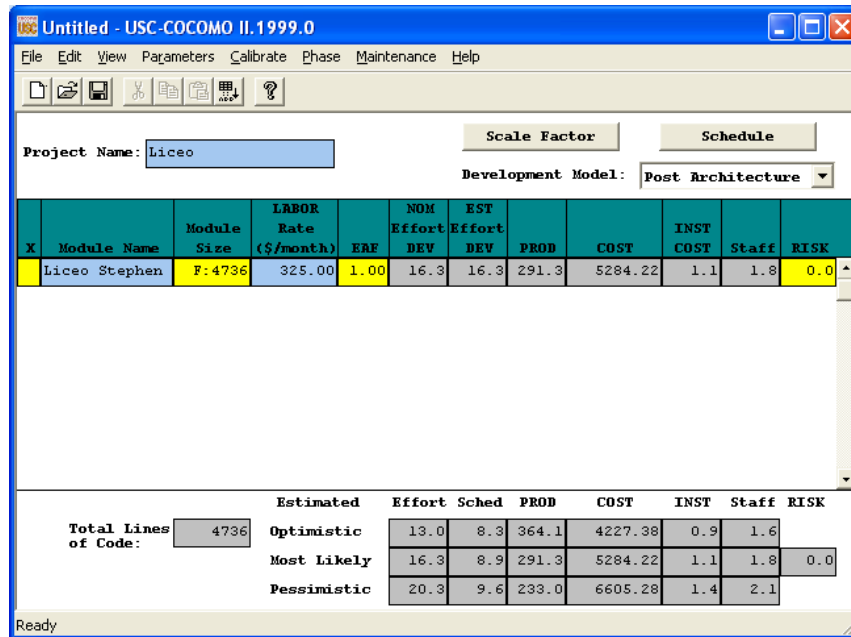 Untitled - USC-COCOMO II.1999.0
File Edit View Parameters Calibrate Phase Maintenance Help
Scale Factor Schedule
Project Name: Liceo
Development Model: Post Architecture
X Module Name Module Size LABOR Rate ($/month) EAF NOM Effort DEV EST Effort DEV PROD COST INST COST Staff RISK
Liceo Stephen F:4736 325.00 1.00 16.3 16.3 291.3 5284.22 1.1 1.8 0.0
Estimated Effort Sched PROD COST INST Staff RISK
Total Lines of Code: 4736 Optimistic 13.0 8.3 364.1 4227.38 0.9 1.6
Most Likely 16.3 8.9 291.3 5284.22 1.1 1.8 0.0
Pessimistic 20.3 9.6 233.0 6605.28 1.4 2.1
Ready